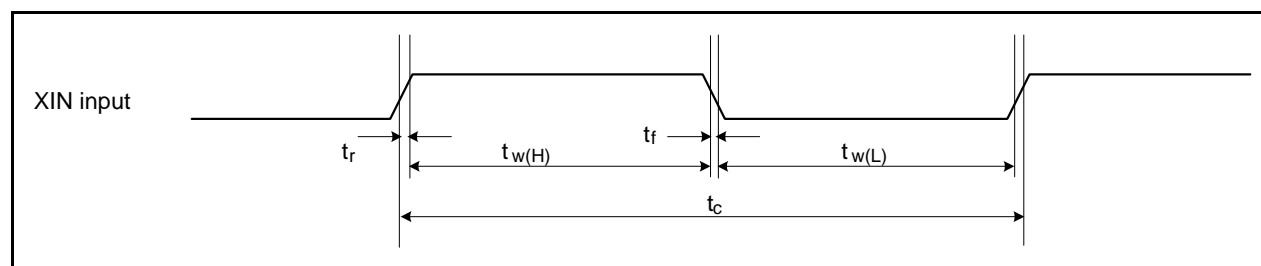 XIN input
tr
tf
tw(H)
tw(L)
tc